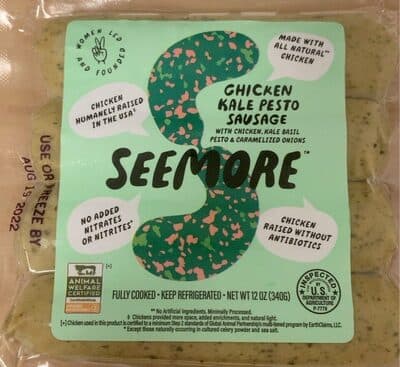 WOMEN LED
AND FOUNDED
MADE WITH
ALL NATURAL**
CHICKEN
CHICKEN
HUMANELY RAISED
IN THE USA◊
CHICKEN
KALE PESTO
SAUSAGE
WITH CHICKEN, KALE BASIL
PESTO & CARAMELIZED ONIONS
USE OR FREEZE BY
AUG 15 2022
SEEMORE™
NO ADDED
NITRATES
OR NITRITES*
CHICKEN
RAISED WITHOUT
ANTIBIOTICS
[+]
ANIMAL
WELFARE
CERTIFIED
FULLY COOKED • KEEP REFRIGERATED • NET WT 12 OZ (340G)
INSPECTED
U.S.
DEPARTMENT OF
AGRICULTURE
P-7779
** No Artificial Ingredients. Minimally Processed.
◊ Chickens provided more space, added enrichments, and natural light.
[+] Chicken used in this product is certified to a minimum Step 2 standards of Global Animal Partnership's multi-tiered program by EarthClaims, LLC.
* Except those naturally occurring in cultured celery powder and sea salt.